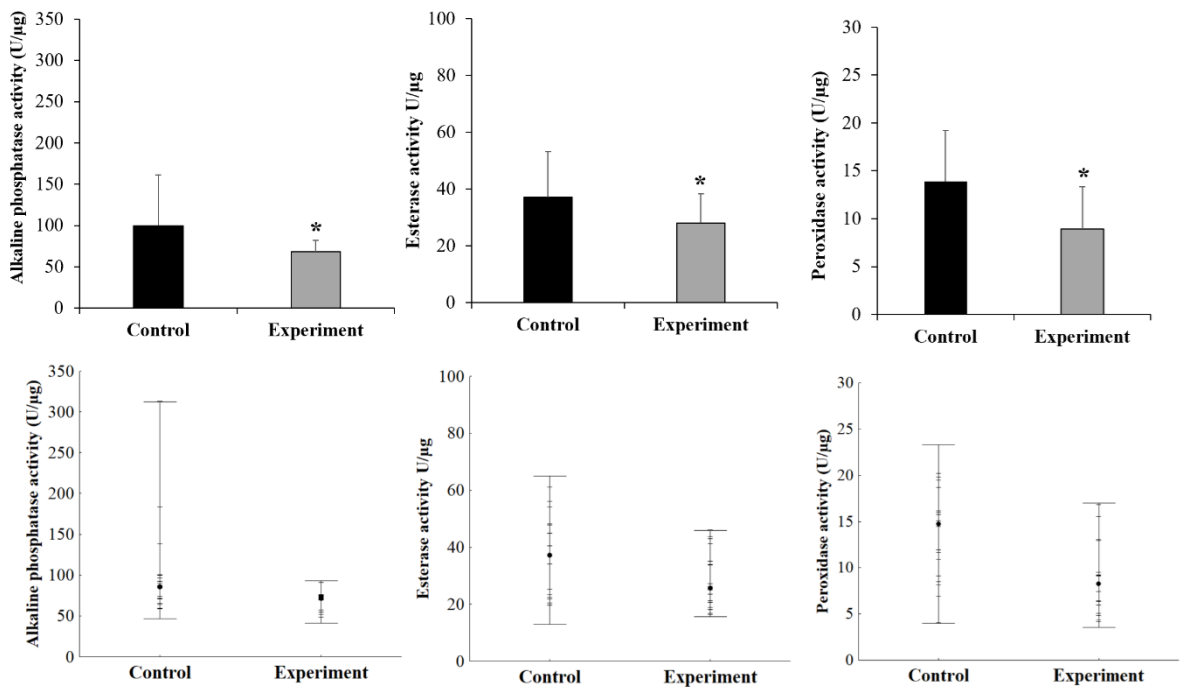 Alkaline phosphatase activity (U/µg)
350
300
250
200
150
100
50
0
*
Control
Experiment
Esterase activity U/µg
100
80
60
40
20
0
*
Control
Experiment
Peroxidase activity (U/µg)
30
25
20
15
10
5
0
*
Control
Experiment
Alkaline phosphatase activity (U/µg)
350
300
250
200
150
100
50
0
Control
Experiment
Esterase activity U/µg
100
80
60
40
20
0
Control
Experiment
Peroxidase activity (U/µg)
30
25
20
15
10
5
0
Control
Experiment